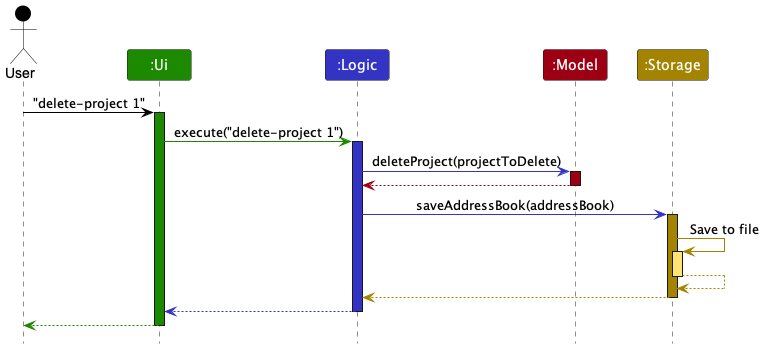 User
:Ui
:Logic
:Model
:Storage
"delete-project 1"
execute("delete-project 1")
deleteProject(projectToDelete)
saveAddressBook(addressBook)
Save to file